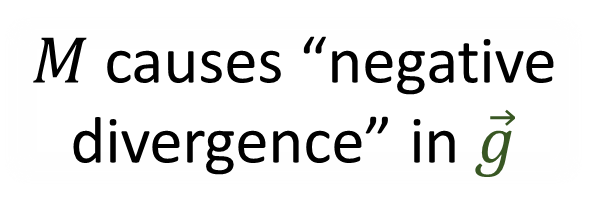 M causes “negative
divergence” in g⃗